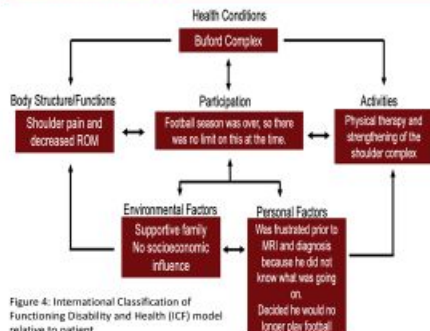 Health Conditions
Buford Complex
Body Structure/Functions
Shoulder pain and
decreased ROM
Participation
Football season was over, so there
was no limit on this at the time.
Activities
Physical therapy and
strengthening of the
shoulder complex
Environmental Factors
Supportive family
No socioeconomic
influence
Personal Factors
Was frustrated prior to
MRI and diagnosis
because he did not
know what was going
on.
Decided he would no
longer play football
Figure 4: International Classification of
Functioning Disability and Health (ICF) model
relative to patient